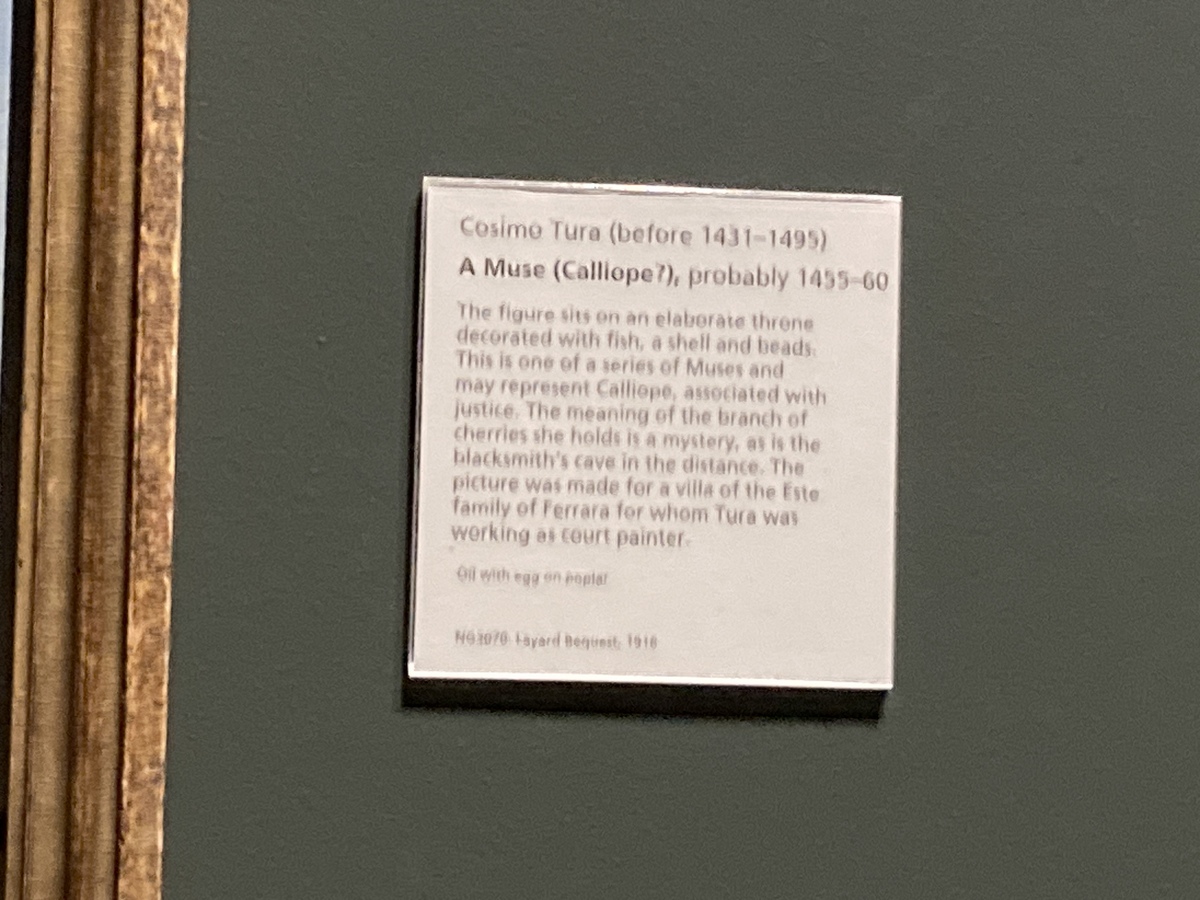 Cosimo Tura (before 1431–1495)
A Muse (Calliope?), probably 1455–60
The figure sits on an elaborate throne
decorated with fish, a shell and beads.
This is one of a series of Muses and
may represent Calliope, associated with
justice. The meaning of the branch of
cherries she holds is a mystery, as is the
blacksmith's cave in the distance. The
picture was made for a villa of the Este
family of Ferrara for whom Tura was
working as court painter.
Oil with egg on poplar
NG3070. Layard Bequest, 1916